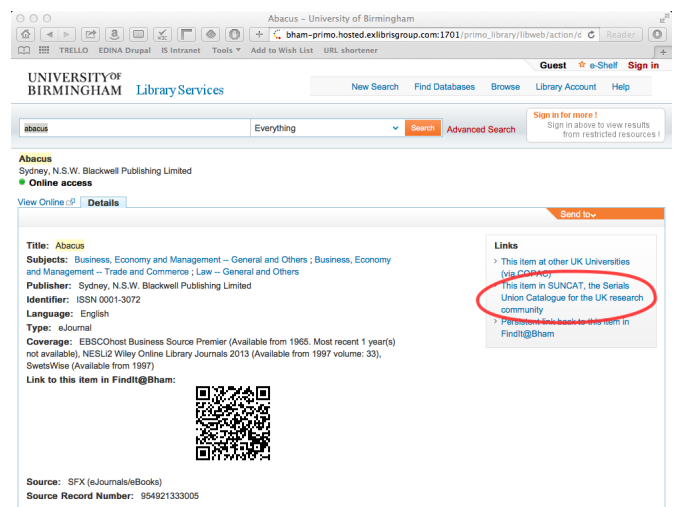 Abacus – University of Birmingham
bham-primo.hosted.exlibrisgroup.com:1701/primo_library/libweb/action/d
Reader
TRELLO EDINA Drupal IS Intranet Tools ▾ Add to Wish List URL shortener
Guest e-Shelf Sign in
UNIVERSITY OF
BIRMINGHAM Library Services
New Search Find Databases Browse Library Account Help
abacus Everything Search Advanced Search
Sign in for more !
Sign in above to view results
from restricted resources !
Abacus
Sydney, N.S.W. Blackwell Publishing Limited
Online access
View Online Details
Send to
Title: Abacus
Subjects: Business, Economy and Management -- General and Others ; Business, Economy
and Management -- Trade and Commerce ; Law -- General and Others
Publisher: Sydney, N.S.W. Blackwell Publishing Limited
Identifier: ISSN 0001-3072
Language: English
Type: eJournal
Coverage: EBSCOhost Business Source Premier (Available from 1965. Most recent 1 year(s)
not available), NESLi2 Wiley Online Library Journals 2013 (Available from 1997 volume: 33),
SwetsWise (Available from 1997)
Link to this item in FindIt@Bham:
Source: SFX (eJournals/eBooks)
Source Record Number: 954921333005
Links
This item at other UK Universities
(via COPAC)
This item in SUNCAT, the Serials
Union Catalogue for the UK research
community
Persistent link back to this item in
FindIt@Bham